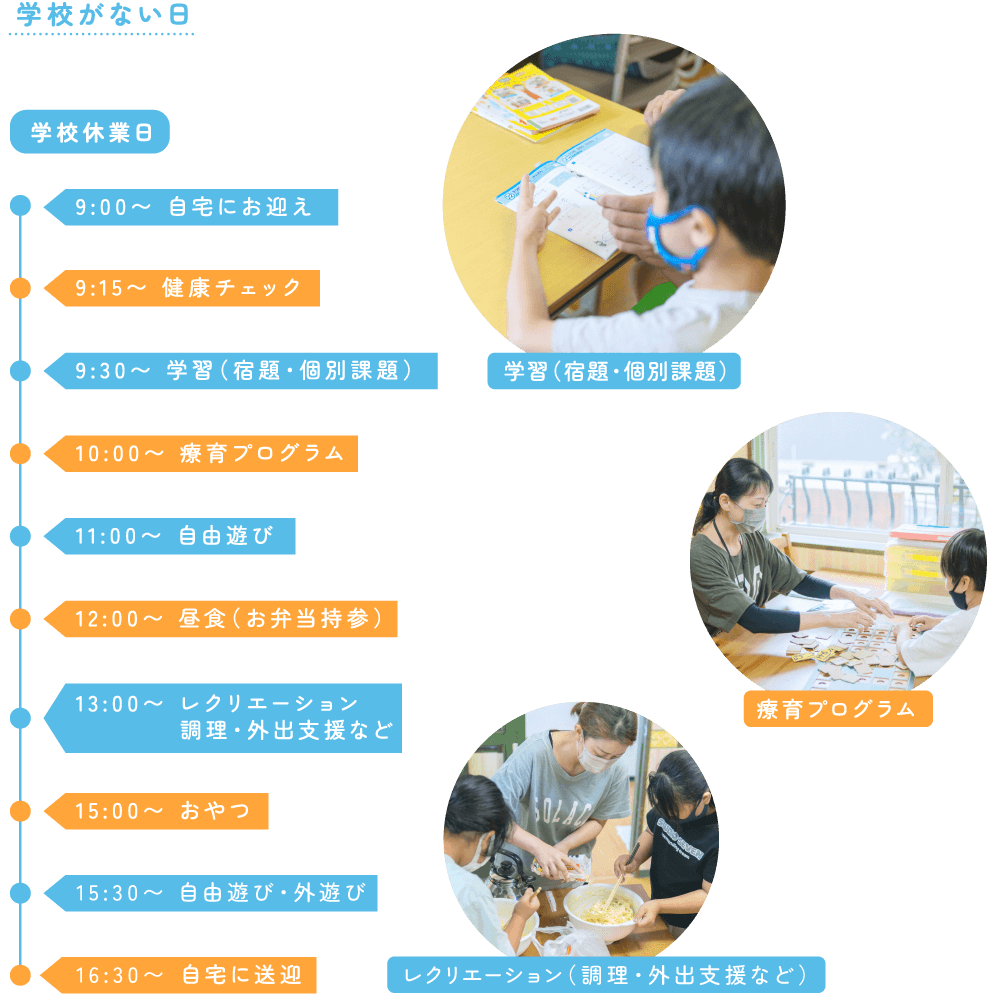 学校がない日
学校休業日
9:00〜 自宅にお迎え
9:15〜 健康チェック
9:30〜 学習（宿題・個別課題）
10:00〜 療育プログラム
11:00〜 自由遊び
12:00〜 昼食（お弁当持参）
13:00〜 レクリエーション
調理・外出支援など
15:00〜 おやつ
15:30〜 自由遊び・外遊び
16:30〜 自宅に送迎
学習（宿題・個別課題）
療育プログラム
レクリエーション（調理・外出支援など）